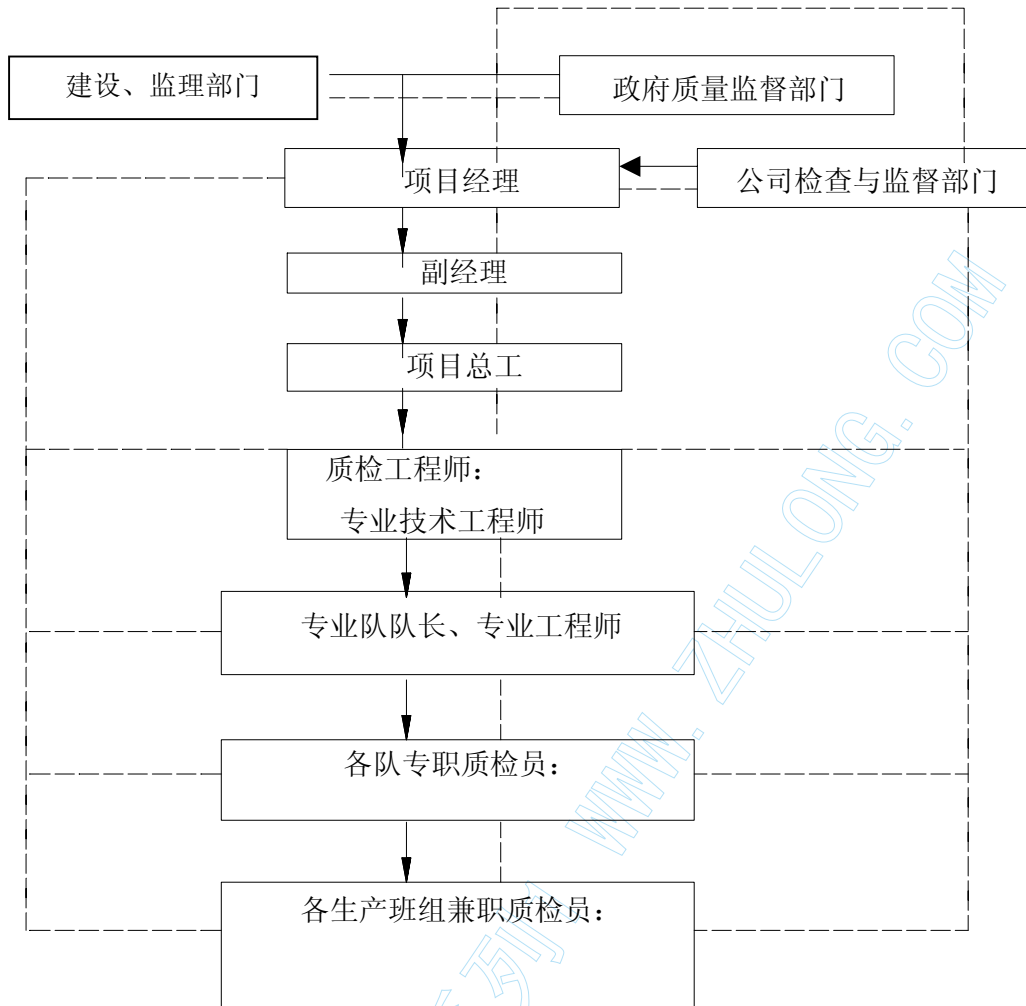 建设、监理部门
政府质量监督部门
项目经理
公司检查与监督部门
副经理
项目总工
质检工程师：
专业技术工程师
专业队队长、专业工程师
各队专职质检员：
各生产班组兼职质检员：
WWW. ZHULONG. COM